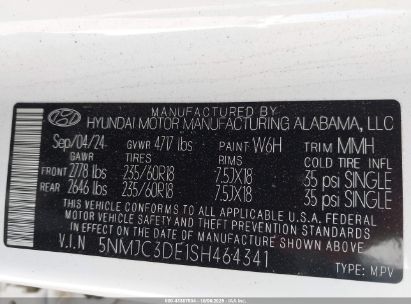 MANUFACTURED BY
HYUNDAI MOTOR MANUFACTURING ALABAMA, LLC
Sep/04/24 GVWR 4717 lbs PAINT W6H TRIM MMH
GAWR TIRES RIMS COLD TIRE INFL
FRONT 2778 lbs 235/60R18 7.5JX18 35 psi SINGLE
REAR 2646 lbs 235/60R18 7.5JX18 35 psi SINGLE
THIS VEHICLE CONFORMS TO ALL APPLICABLE U.S. FEDERAL MOTOR VEHICLE SAFETY, BUMPER, AND THEFT PREVENTION STANDARDS
IN EFFECT ON THE DATE OF MANUFACTURE SHOWN ABOVE.
V.I.N 5NMJC3DE1SH464341
TYPE: MPV